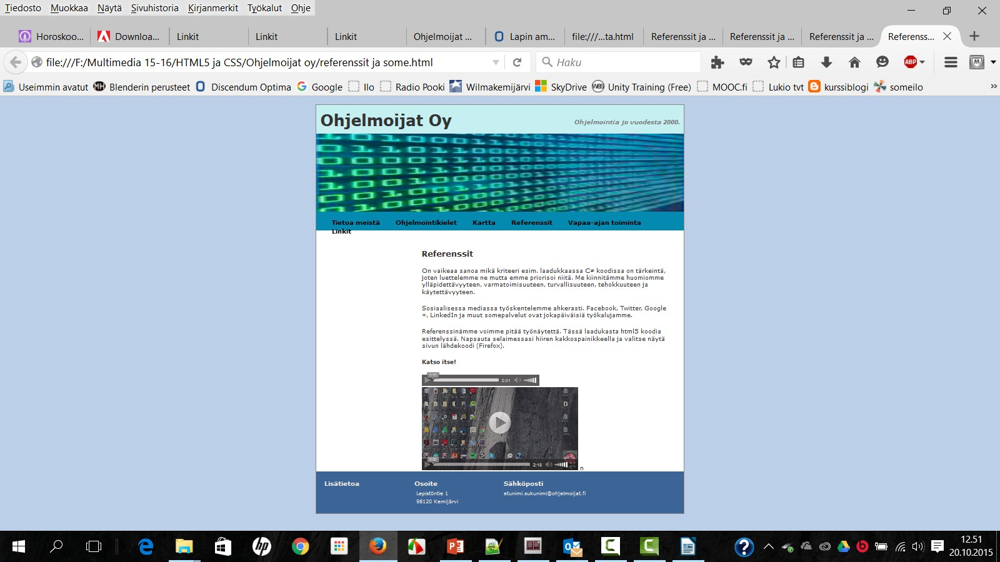 Tiedosto Muokkaa Näytä Sivuhistoria Kirjanmerkit Työkalut Ohje
Horoskoo... Downloa... Linkit Linkit Linkit Ohjelmoijat ... Lapin am... file:///...ta.html Referenssit ja ... Referenssit ja ... Referenssit ja ... Referenss...
file:///F:/Multimedia 15-16/HTML5 ja CSS/Ohjelmoijat oy/referenssit ja some.html Haku ABP
Useimmin avatut Blenderin perusteet Discendum Optima Google Ilo Radio Pooki Wilmakemijärvi SkyDrive Unity Training (Free) MOOC.fi Lukio tvt kurssiblogi someilo
Ohjelmoijat Oy
Ohjelmointia jo vuodesta 2000.
Tietoa meistä Ohjelmointikielet Kartta Referenssit Vapaa-ajan toiminta
Linkit
Referenssit
On vaikeaa sanoa mikä kriteeri esim. laadukkaassa C# koodissa on tärkeintä,
joten luettelemme ne mutta emme priorisoi niitä. Me kiinnitämme huomiomme
ylläpidettävyyteen, varmatoimisuuteen, turvallisuuteen, tehokkuuteen ja
käytettävyyteen.
Sosiaalisessa mediassa työskentelemme ahkerasti. Facebook, Twitter, Google
+, LinkedIn ja muut somepalvelut ovat jokapäiväisiä työkalujamme.
Referenssinämme voimme pitää työnäytettä. Tässä laadukasta html5 koodia
esittelyssä. Napsauta selaimessasi hiiren kakkospainikkeella ja valitse näytä
sivun lähdekoodi (Firefox).
Katso itse!
0:00
0:01
0:00
2:18
n
Lisätietoa Osoite Sähköposti
Lepistöntie 1 etunimi.sukunimi@ohjelmoijat.fi
98120 Kemijärvi
12.51
20.10.2015